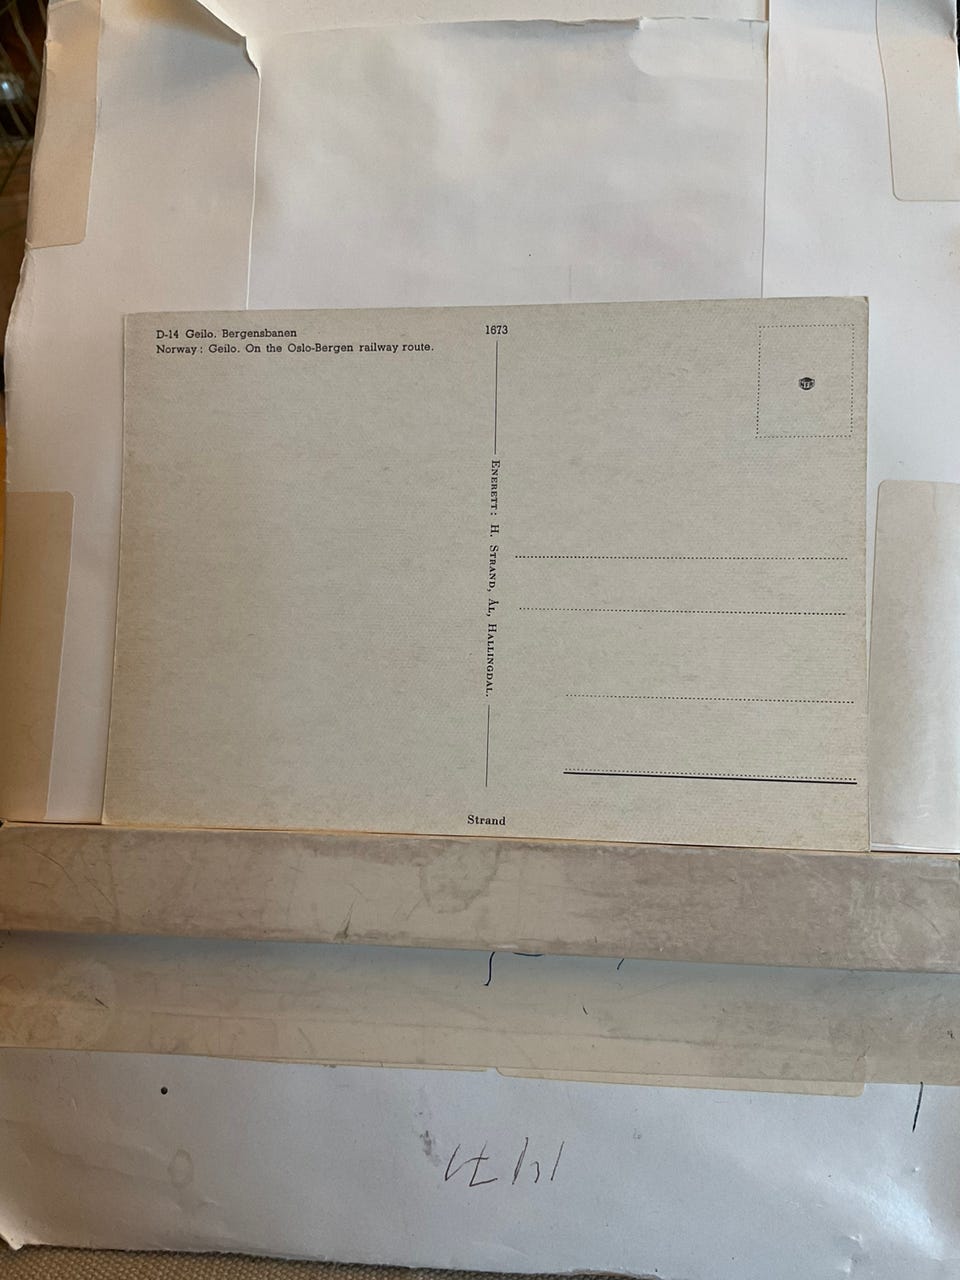 D-14 Geilo. Bergensbanen
Norway : Geilo. On the Oslo-Bergen railway route.
1673
ENERETT: H. STRAND, ÅL, HALLINGDAL.
Strand